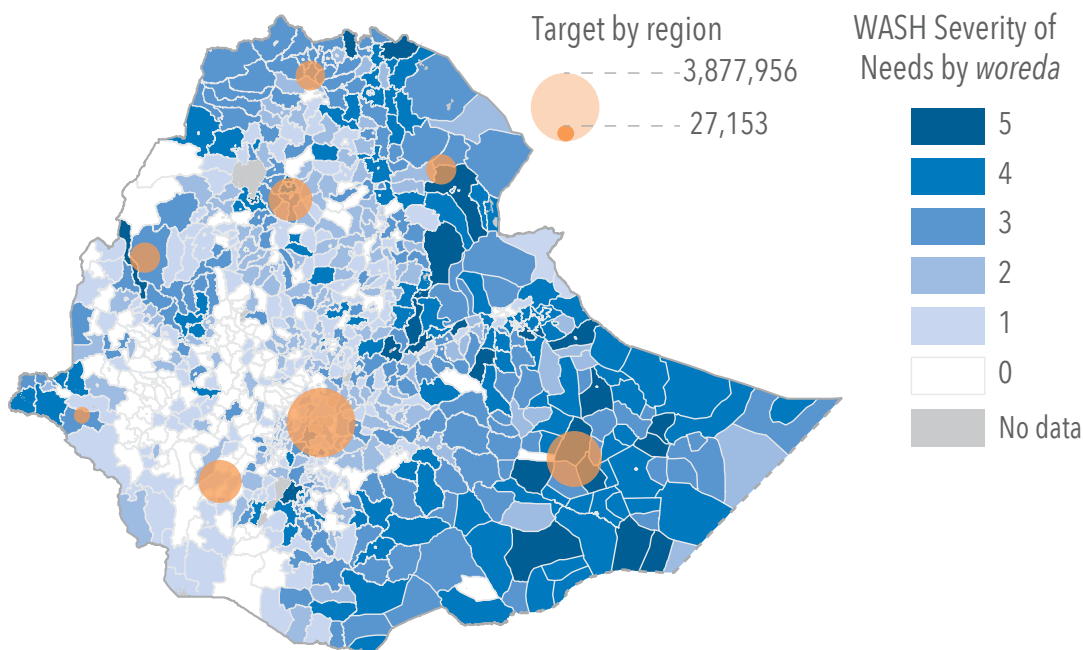 Target by region
3,877,956
27,153
WASH Severity of
Needs by woreda
5
4
3
2
1
0
No data